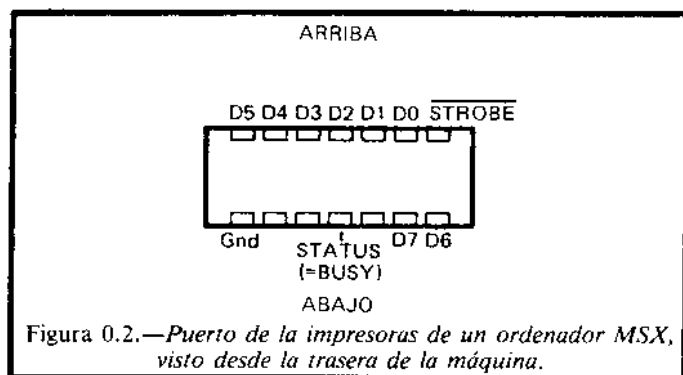 ARRIBA
D5 D4 D3 D2 D1 D0 STROBE
Gnd STATUS D7 D6
(=BUSY)
ABAJO
Figura 0.2.—Puerto de la impresoras de un ordenador MSX,
visto desde la trasera de la máquina.